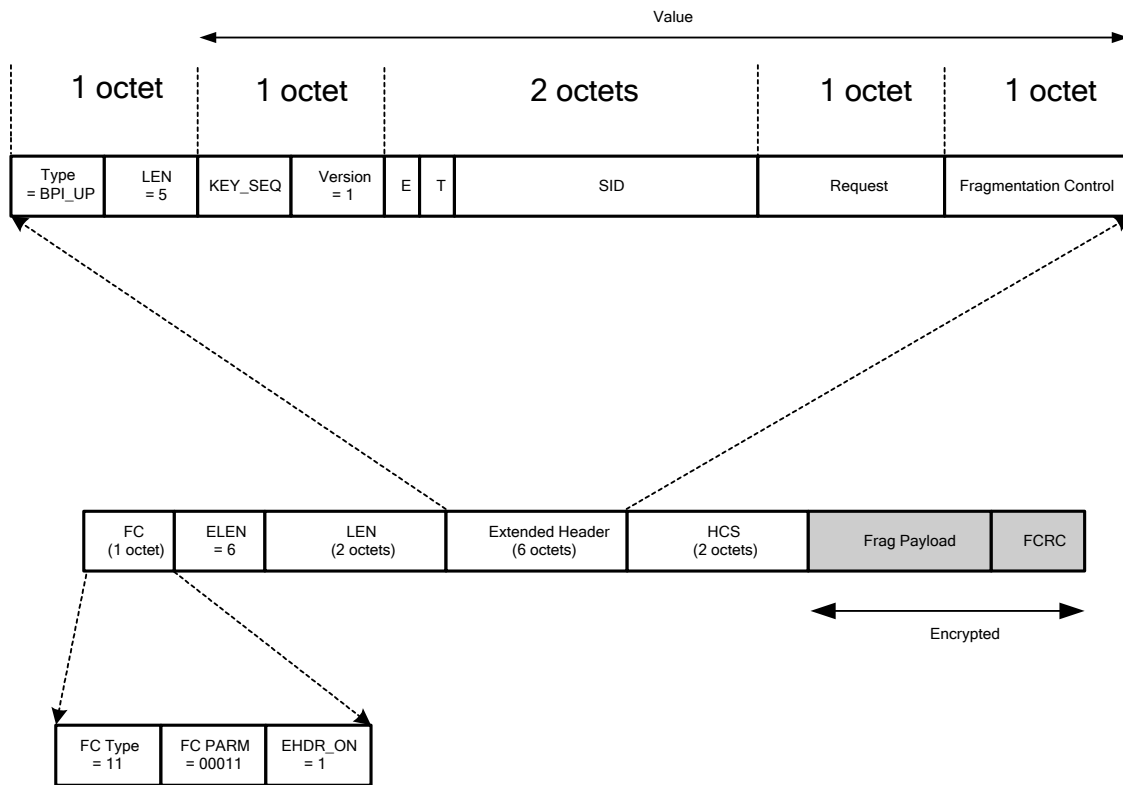 Value
1 octet 1 octet 2 octets 1 octet 1 octet
Type
= BPI_UP
LEN
= 5
KEY_SEQ
Version
= 1
E
T
SID
Request
Fragmentation Control
FC
(1 octet)
ELEN
= 6
LEN
(2 octets)
Extended Header
(6 octets)
HCS
(2 octets)
Frag Payload
FCRC
Encrypted
FC Type
= 11
FC PARM
= 00011
EHDR_ON
= 1